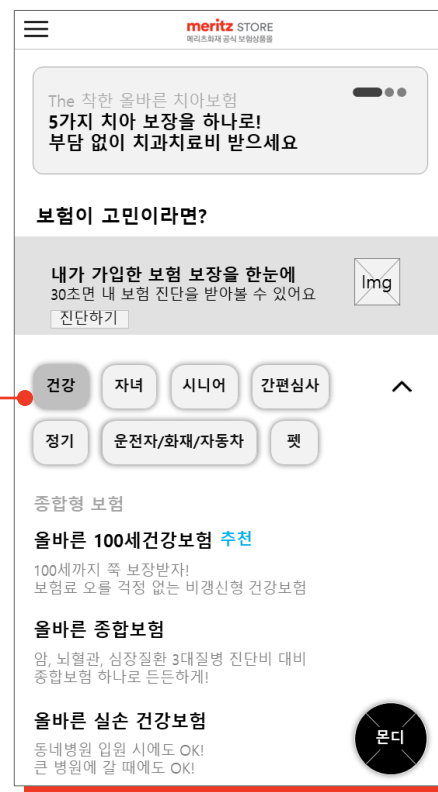 meritz STORE
메리츠화재 공식 보험상품몰
The 착한 올바른 치아보험
5가지 치아 보장을 하나로!
부담 없이 치과치료비 받으세요
보험이 고민이라면?
내가 가입한 보험 보장을 한눈에
30초면 내 보험 진단을 받아볼 수 있어요
진단하기
Img
건강 자녀 시니어 간편심사
정기 운전자/화재/자동차 펫
종합형 보험
올바른 100세건강보험 추천
100세까지 쭉 보장받자!
보험료 오를 걱정 없는 비갱신형 건강보험
올바른 종합보험
암, 뇌혈관, 심장질환 3대질병 진단비 대비
종합보험 하나로 든든하게!
올바른 실손 건강보험
동네병원 입원 시에도 OK!
큰 병원에 갈 때에도 OK!
몬디